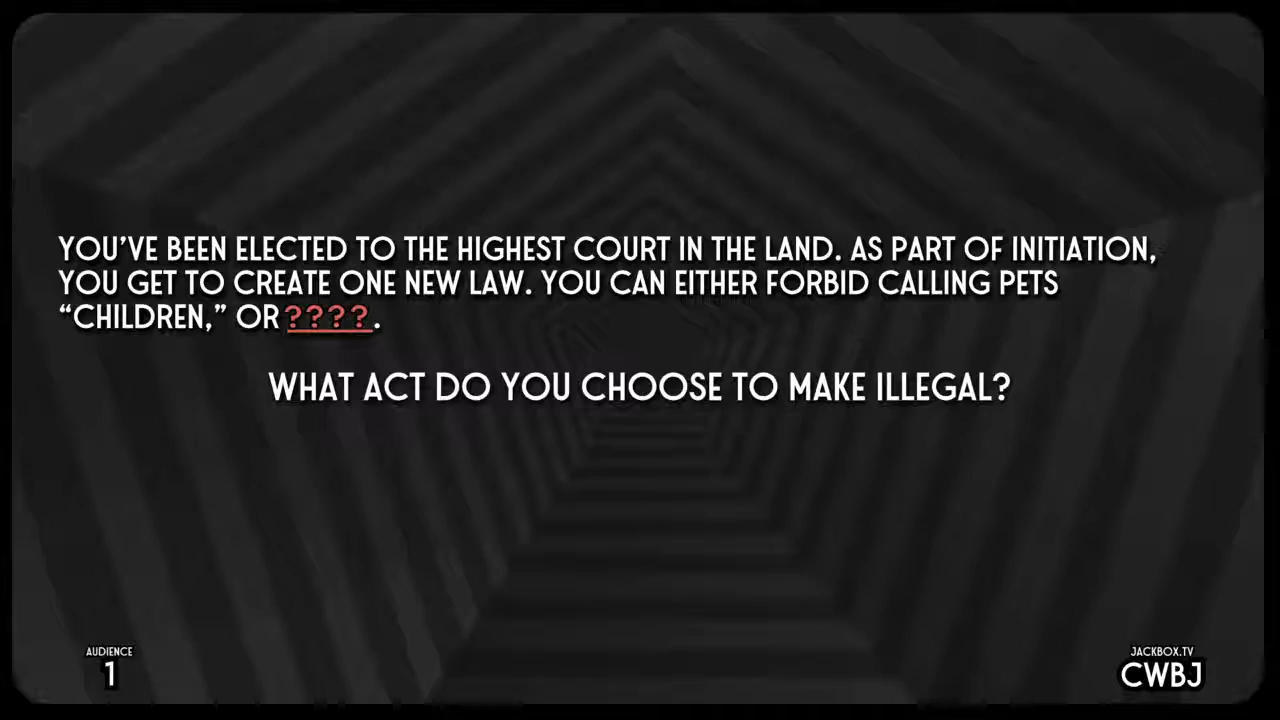 YOU'VE BEEN ELECTED TO THE HIGHEST COURT IN THE LAND. AS PART OF INITIATION,
YOU GET TO CREATE ONE NEW LAW. YOU CAN EITHER FORBID CALLING PETS
“CHILDREN,” OR ????.
WHAT ACT DO YOU CHOOSE TO MAKE ILLEGAL?
AUDIENCE
1
JACKBOX.TV
CWBJ